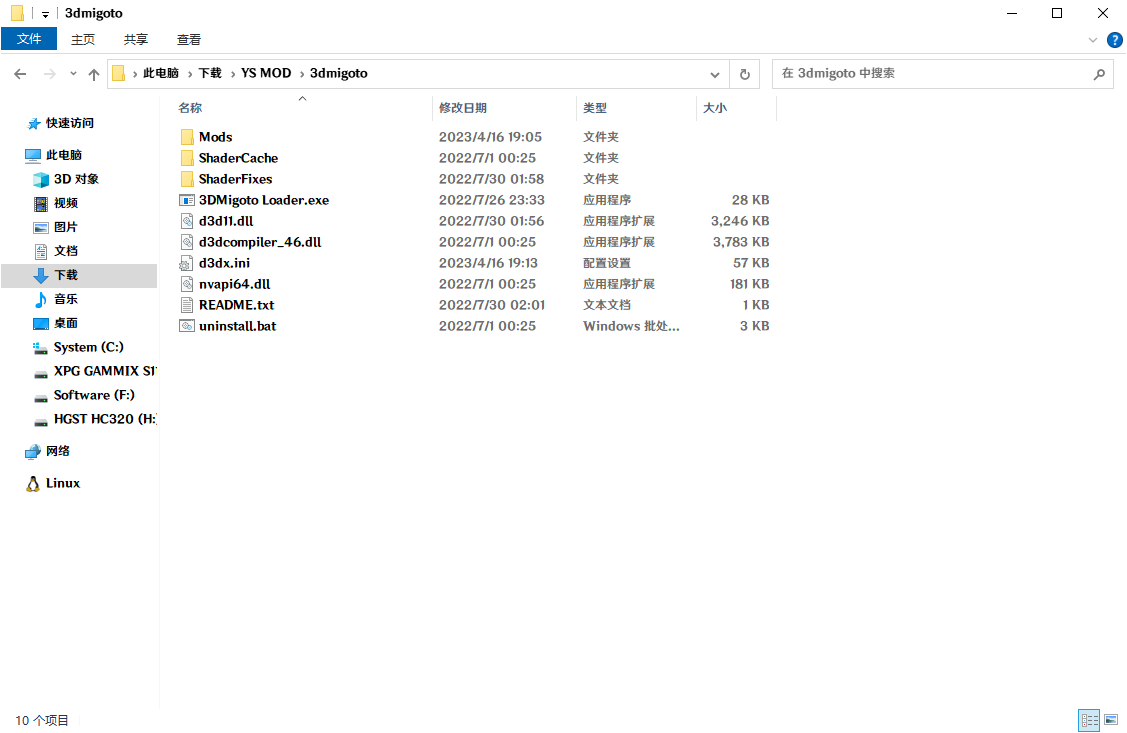 3dmigoto
文件 主页 共享 查看
此电脑 › 下载 › YS MOD › 3dmigoto
在 3dmigoto 中搜索
快速访问
此电脑
3D 对象
视频
图片
文档
下载
音乐
桌面
System (C:)
XPG GAMMIX S1
Software (F:)
HGST HC320 (H:)
网络
Linux
名称 修改日期 类型 大小
Mods 2023/4/16 19:05 文件夹
ShaderCache 2022/7/1 00:25 文件夹
ShaderFixes 2022/7/30 01:58 文件夹
3DMigoto Loader.exe 2022/7/26 23:33 应用程序 28 KB
d3d11.dll 2022/7/30 01:56 应用程序扩展 3,246 KB
d3dcompiler_46.dll 2022/7/1 00:25 应用程序扩展 3,783 KB
d3dx.ini 2023/4/16 19:13 配置设置 57 KB
nvapi64.dll 2022/7/1 00:25 应用程序扩展 181 KB
README.txt 2022/7/30 02:01 文本文档 1 KB
uninstall.bat 2022/7/1 00:25 Windows 批处... 3 KB
10 个项目